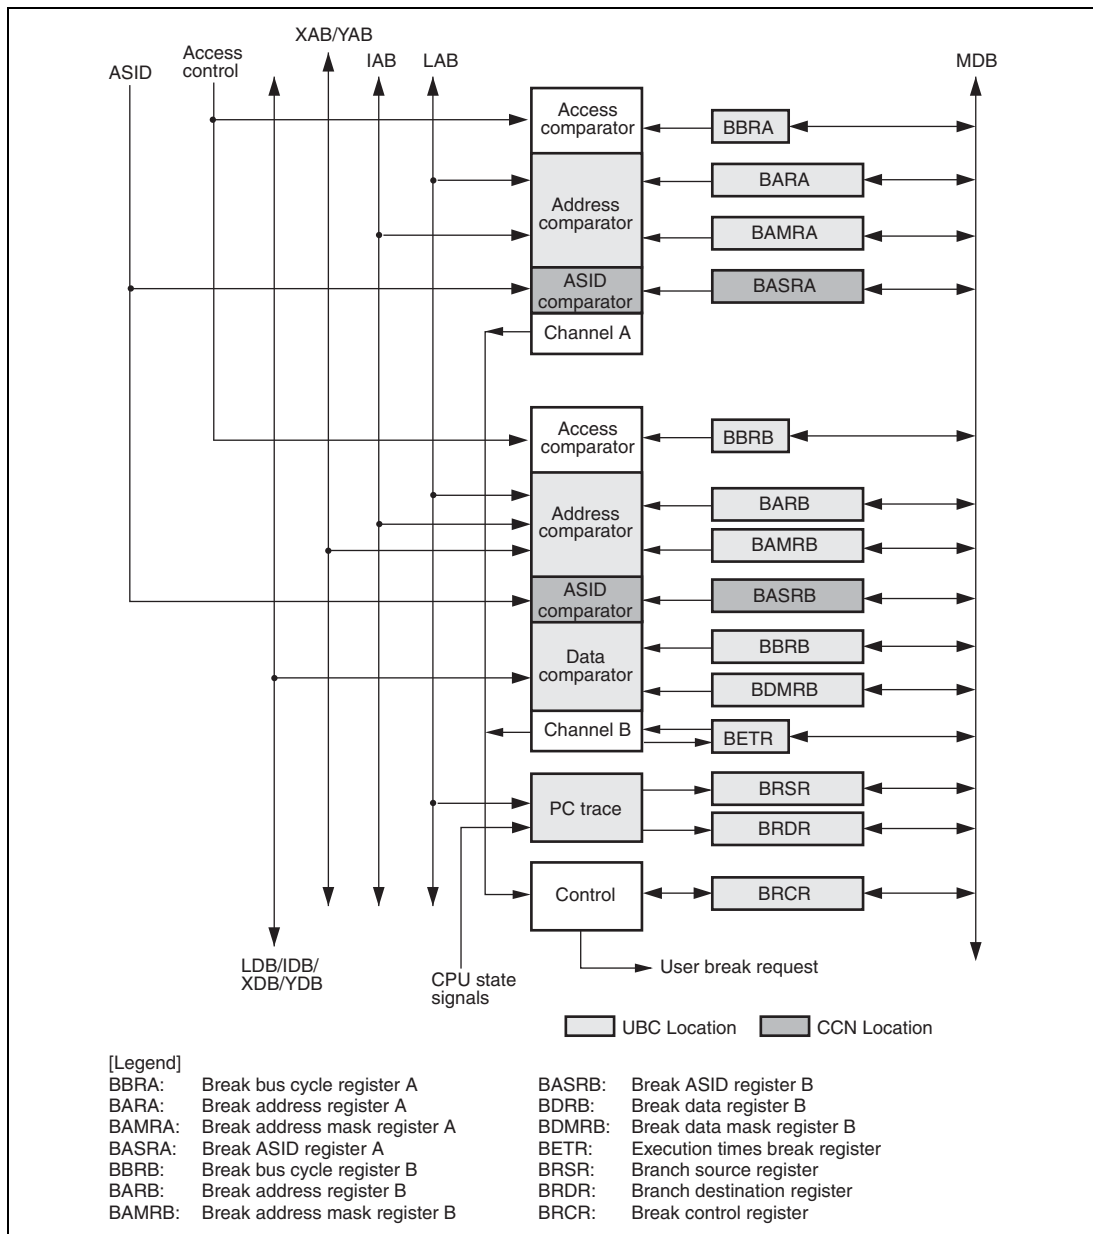 XAB/YAB
Access
control
IAB
LAB
MDB
ASID
Access
comparator
BBRA
BARA
Address
comparator
BAMRA
ASID
comparator
BASRA
Channel A
Access
comparator
BBRB
BARB
Address
comparator
BAMRB
ASID
comparator
BASRB
BBRB
Data
comparator
BDMRB
Channel B
BETR
BRSR
PC trace
BRDR
Control
BRCR
LDB/IDB/
XDB/YDB
CPU state
signals
User break request
UBC Location
CCN Location
[Legend]
BBRA: Break bus cycle register A
BARA: Break address register A
BAMRA: Break address mask register A
BASRA: Break ASID register A
BBRB: Break bus cycle register B
BARB: Break address register B
BAMRB: Break address mask register B
BASRB: Break ASID register B
BDRB: Break data register B
BDMRB: Break data mask register B
BETR: Execution times break register
BRSR: Branch source register
BRDR: Branch destination register
BRCR: Break control register